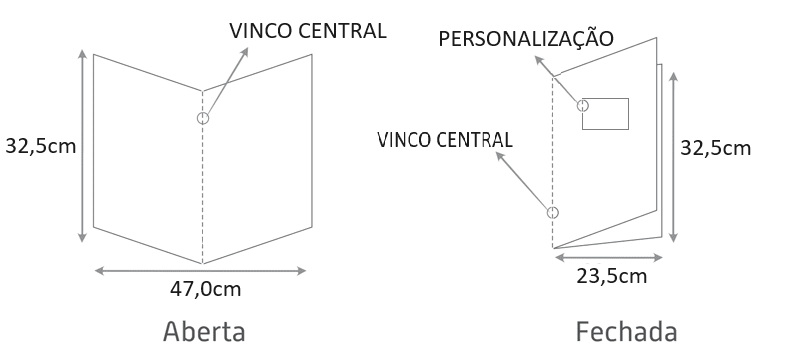 VINCO CENTRAL
32,5cm
47,0cm
Aberta
PERSONALIZAÇÃO
VINCO CENTRAL
32,5cm
23,5cm
Fechada